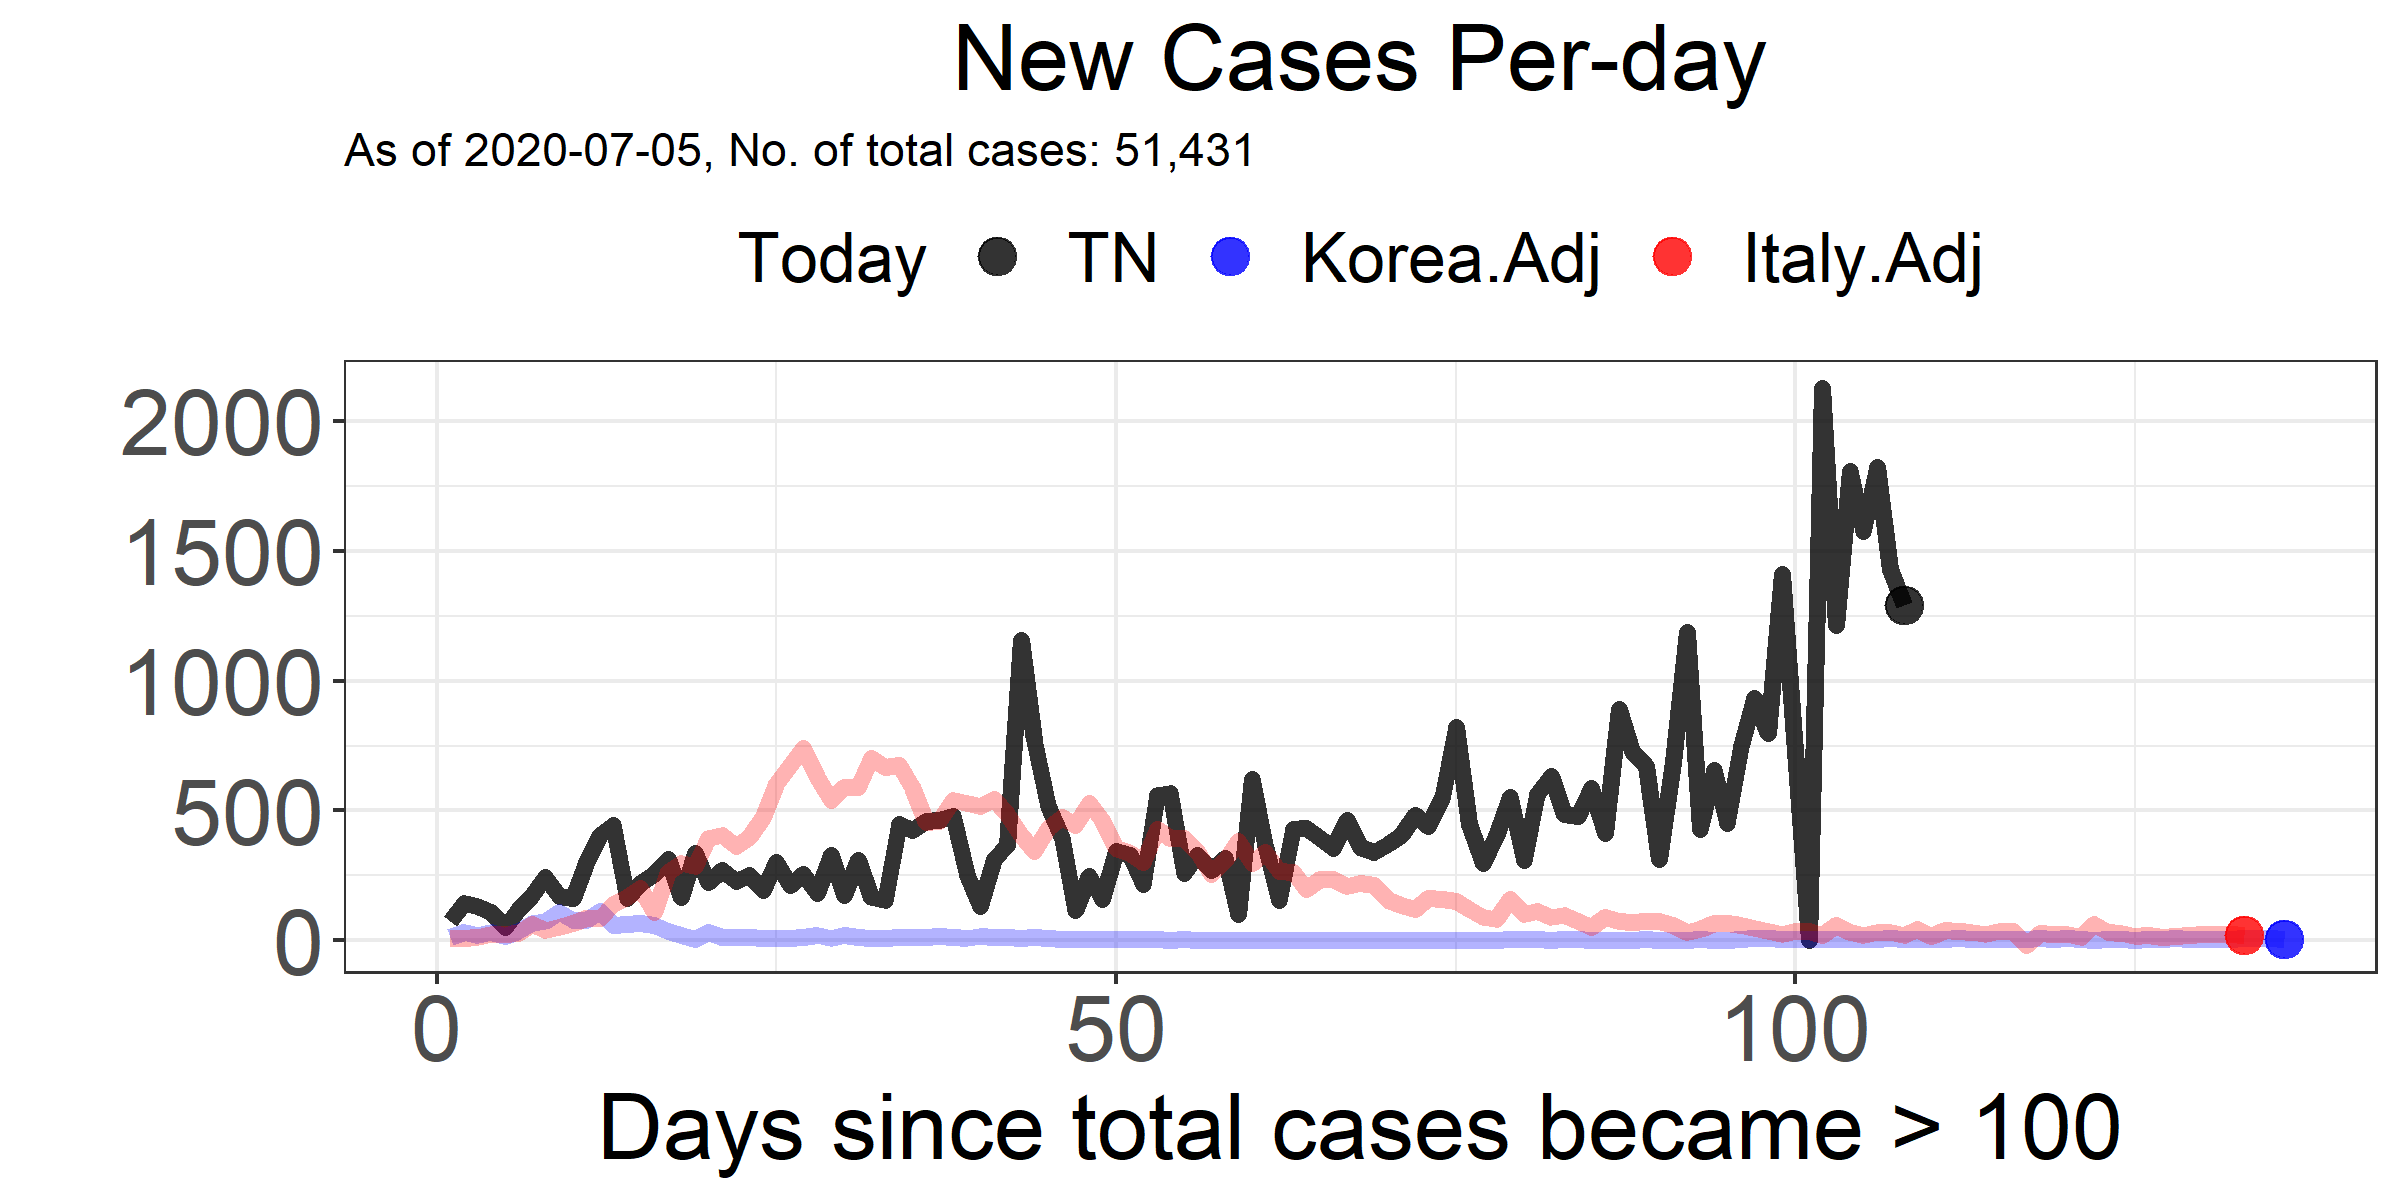 New Cases Per-day
As of 2020-07-05, No. of total cases: 51,431
Today TN Korea.Adj Italy.Adj
2000
1500
1000
500
0
0 50 100
Days since total cases became > 100